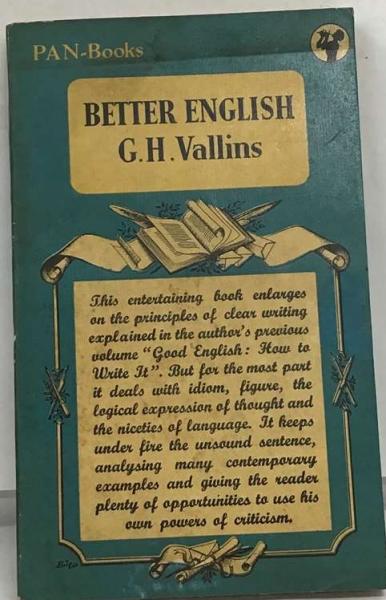 PAN-Books
BETTER ENGLISH
G.H.Vallins
This entertaining book enlarges
on the principles of clear writing
explained in the author's previous
volume "Good English: How to
Write It". But for the most part
it deals with idiom, figure, the
logical expression of thought and
the niceties of language. It keeps
under fire the unsound sentence,
analysing many contemporary
examples and giving the reader
plenty of opportunities to use his
own powers of criticism.